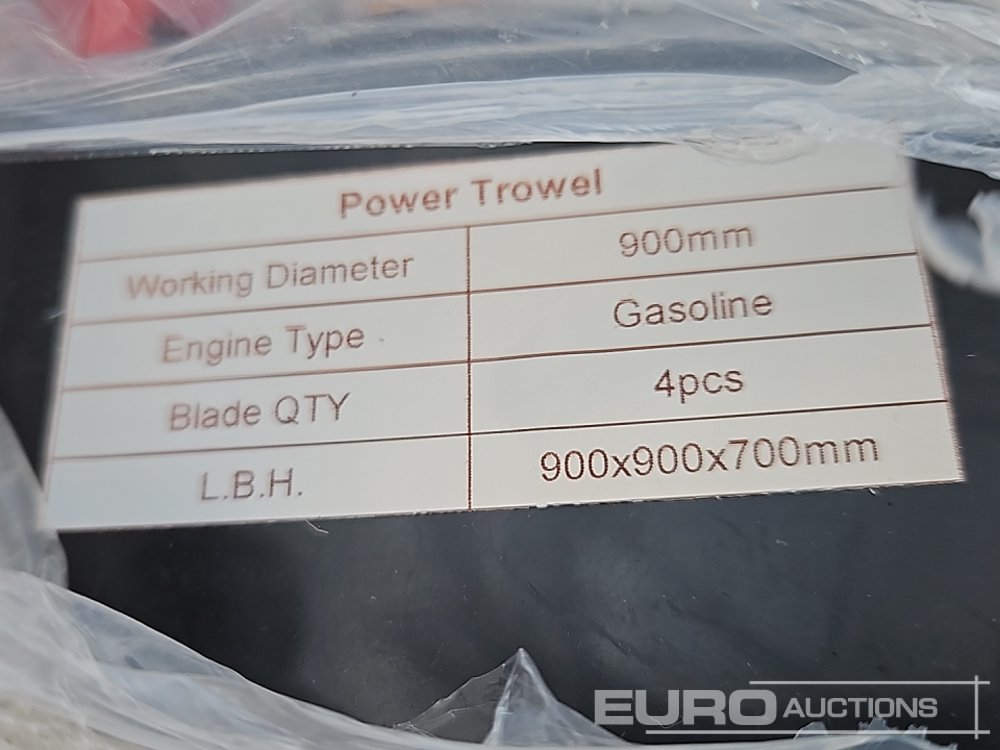 Power Trowel
Working Diameter 900mm
Engine Type Gasoline
Blade QTY 4pcs
L.B.H. 900x900x700mm
EURO AUCTIONS